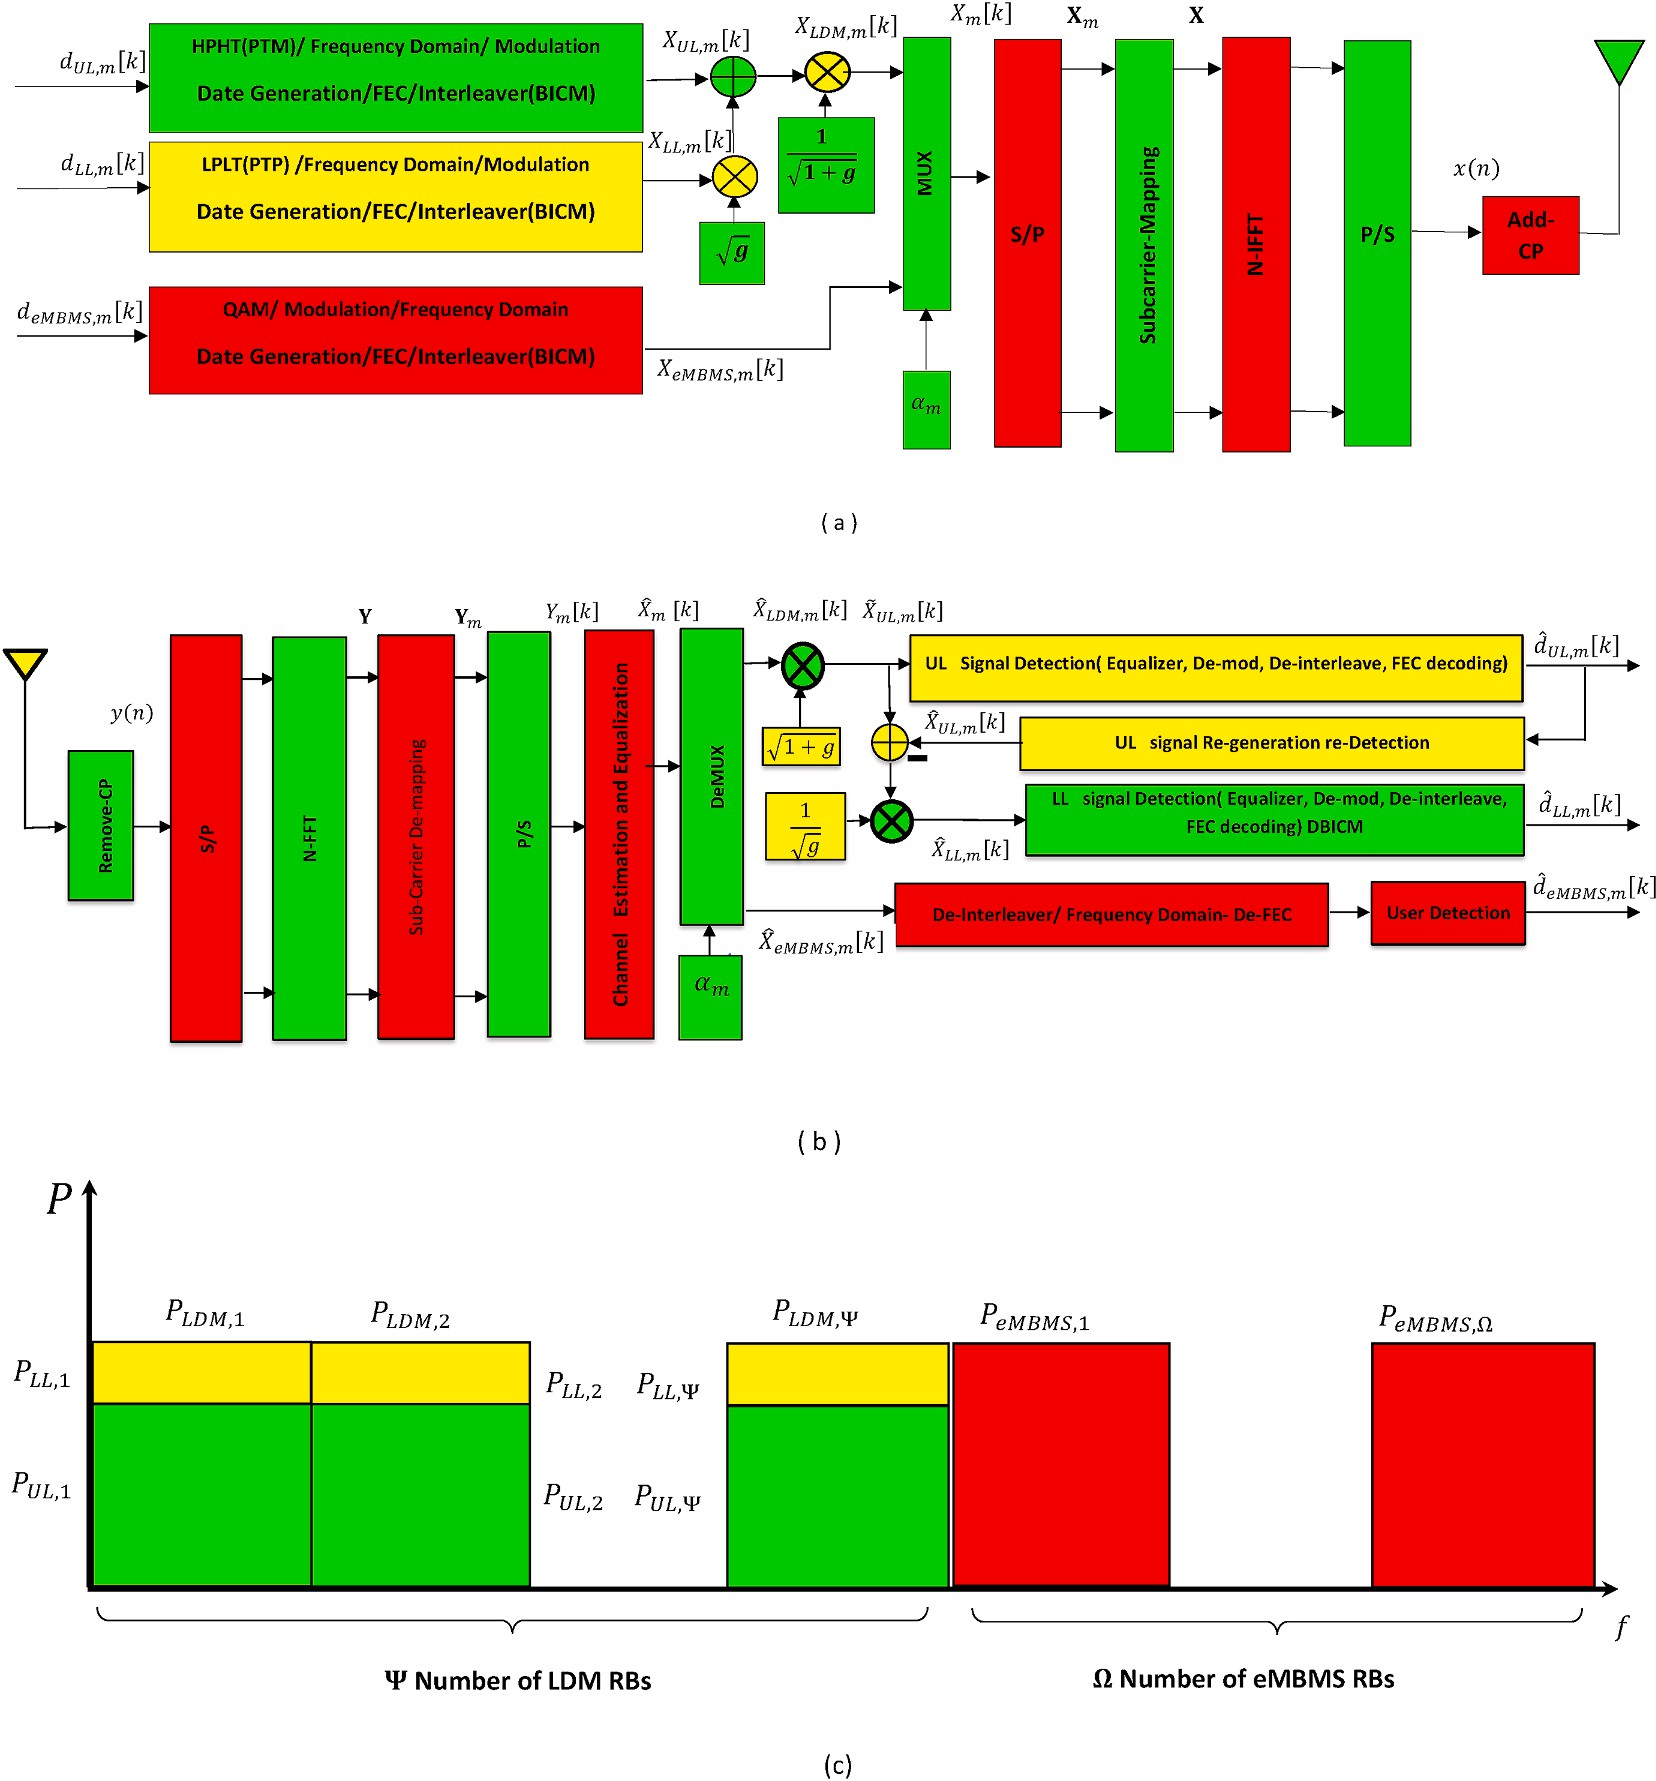 d_{UL,m}[k]
HPHT(PTM)/ Frequency Domain/ Modulation
Date Generation/FEC/Interleaver(BICM)
X_{UL,m}[k]
X_{LDM,m}[k]
X_m[k]
𝐗_m
𝐗
d_{LL,m}[k]
LPLT(PTP) /Frequency Domain/Modulation
Date Generation/FEC/Interleaver(BICM)
X_{LL,m}[k]
√g
1/√(1+g)
d_{eMBMS,m}[k]
QAM/ Modulation/Frequency Domain
Date Generation/FEC/Interleaver(BICM)
X_{eMBMS,m}[k]
MUX
α_m
S/P
Subcarrier-Mapping
N-IFFT
P/S
x(n)
Add-
CP
( a )
y(n)
Remove-CP
S/P
N-FFT
𝐘
Sub-Carrier De-mapping
𝐘_m
P/S
Y_m[k]
Channel Estimation and Equalization
X̂_m [k]
DeMUX
α_m
X̂_{LDM,m}[k]
X̃_{UL,m}[k]
√(1+g)
UL Signal Detection( Equalizer, De-mod, De-interleave, FEC decoding)
d̂_{UL,m}[k]
X̂_{UL,m}[k]
UL signal Re-generation re-Detection
1/√g
X̂_{LL,m}[k]
LL signal Detection( Equalizer, De-mod, De-interleave,
FEC decoding) DBICM
d̂_{LL,m}[k]
X̂_{eMBMS,m}[k]
De-Interleaver/ Frequency Domain- De-FEC
User Detection
d̂_{eMBMS,m}[k]
( b )
P
P_{LDM,1}
P_{LDM,2}
P_{LDM,Ψ}
P_{eMBMS,1}
P_{eMBMS,Ω}
P_{LL,1}
P_{LL,2}
P_{LL,Ψ}
P_{UL,1}
P_{UL,2}
P_{UL,Ψ}
f
Ψ Number of LDM RBs
Ω Number of eMBMS RBs
(c)